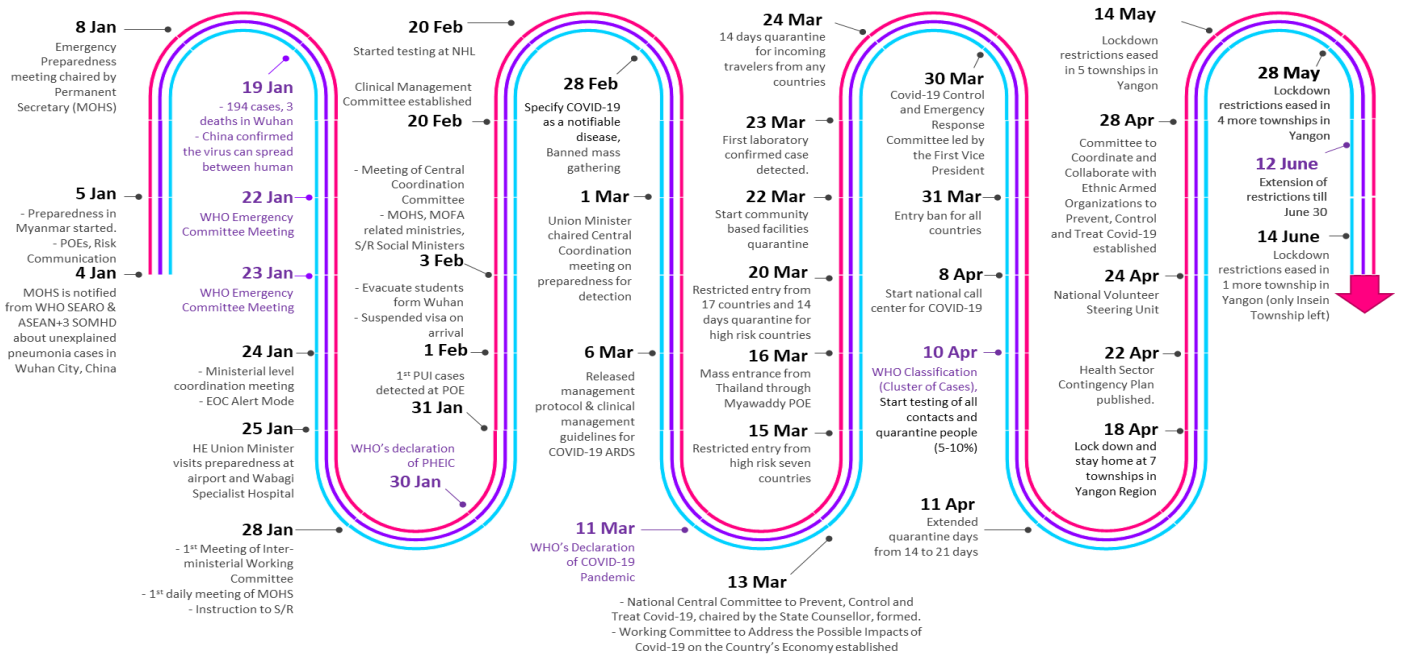 4 Jan
MOHS is notified
from WHO SEARO &
ASEAN+3 SOMHD
about unexplained
pneumonia cases in
Wuhan City, China
5 Jan
- Preparedness in
Myanmar started.
- POEs, Risk
Communication
8 Jan
Emergency
Preparedness
meeting chaired by
Permanent
Secretary (MOHS)
19 Jan
- 194 cases, 3
deaths in Wuhan
- China confirmed
the virus can spread
between human
22 Jan
WHO Emergency
Committee Meeting
23 Jan
WHO Emergency
Committee Meeting
24 Jan
- Ministerial level
coordination meeting
- EOC Alert Mode
25 Jan
HE Union Minister
visits preparedness at
airport and Wabagi
Specialist Hospital
28 Jan
- 1st Meeting of Inter-
ministerial Working
Committee
- 1st daily meeting of MOHS
- Instruction to S/R
WHO's declaration
of PHEIC
30 Jan
1st PUI cases
detected at POE
31 Jan
- Evacuate students
form Wuhan
- Suspended visa on
arrival
1 Feb
- Meeting of Central
Coordination
Committee
- MOHS, MOFA
related ministries,
S/R Social Ministers
3 Feb
Clinical Management
Committee established
20 Feb
20 Feb
Started testing at NHL
28 Feb
Specify COVID-19
as a notifiable
disease,
Banned mass
gathering
1 Mar
Union Minister
chaired Central
Coordination
meeting on
preparedness for
detection
6 Mar
Released
management
protocol & clinical
management
guidelines for
COVID-19 ARDS
11 Mar
WHO's Declaration
of COVID-19
Pandemic
13 Mar
- National Central Committee to Prevent, Control and
Treat Covid-19, chaired by the State Counsellor, formed.
- Working Committee to Address the Possible Impacts of
Covid-19 on the Country's Economy established
15 Mar
Restricted entry from
high risk seven
countries
16 Mar
Mass entrance from
Thailand through
Myawaddy POE
20 Mar
Restricted entry from
17 countries and 14
days quarantine for
high risk countries
22 Mar
Start community
based facilities
quarantine
23 Mar
First laboratory
confirmed case
detected.
24 Mar
14 days quarantine
for incoming
travelers from any
countries
30 Mar
Covid-19 Control
and Emergency
Response
Committee led by
the First Vice
President
31 Mar
Entry ban for all
countries
8 Apr
Start national call
center for COVID-19
10 Apr
WHO Classification
(Cluster of Cases),
Start testing of all
contacts and
quarantine people
(5-10%)
11 Apr
Extended
quarantine days
from 14 to 21 days
18 Apr
Lock down and
stay home at 7
townships in
Yangon Region
22 Apr
Health Sector
Contingency Plan
published.
24 Apr
National Volunteer
Steering Unit
28 Apr
Committee to
Coordinate and
Collaborate with
Ethnic Armed
Organizations to
Prevent, Control
and Treat Covid-19
established
14 May
Lockdown
restrictions eased
in 5 townships in
Yangon
28 May
Lockdown
restrictions eased in
4 more townships in
Yangon
12 June
Extension of
restrictions till
June 30
14 June
Lockdown
restrictions eased in
1 more township in
Yangon (only Insein
Township left)